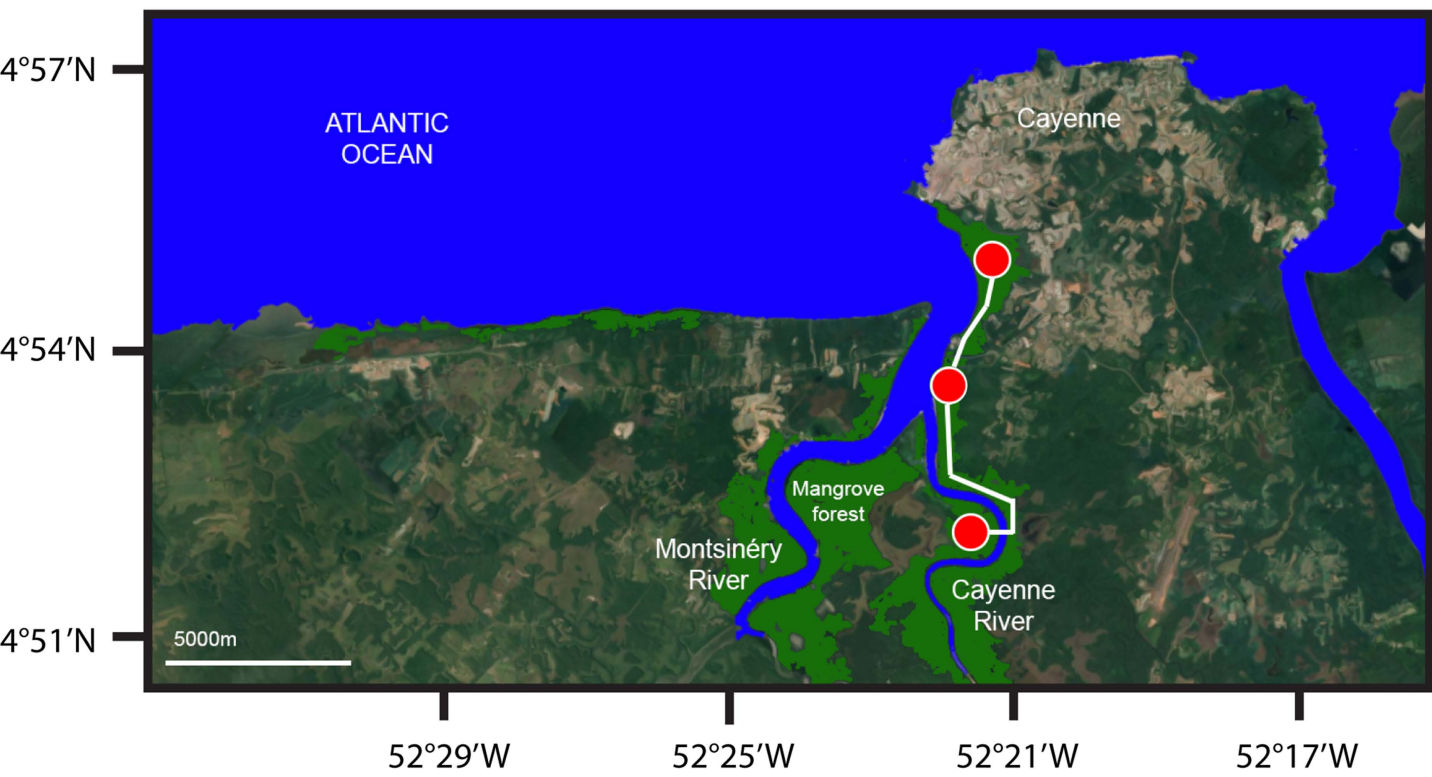 4°57’N
ATLANTIC
OCEAN
Cayenne
4°54’N
Mangrove
forest
Montsinéry
River
Cayenne
River
4°51’N
5000m
52°29’W
52°25’W
52°21’W
52°17’W